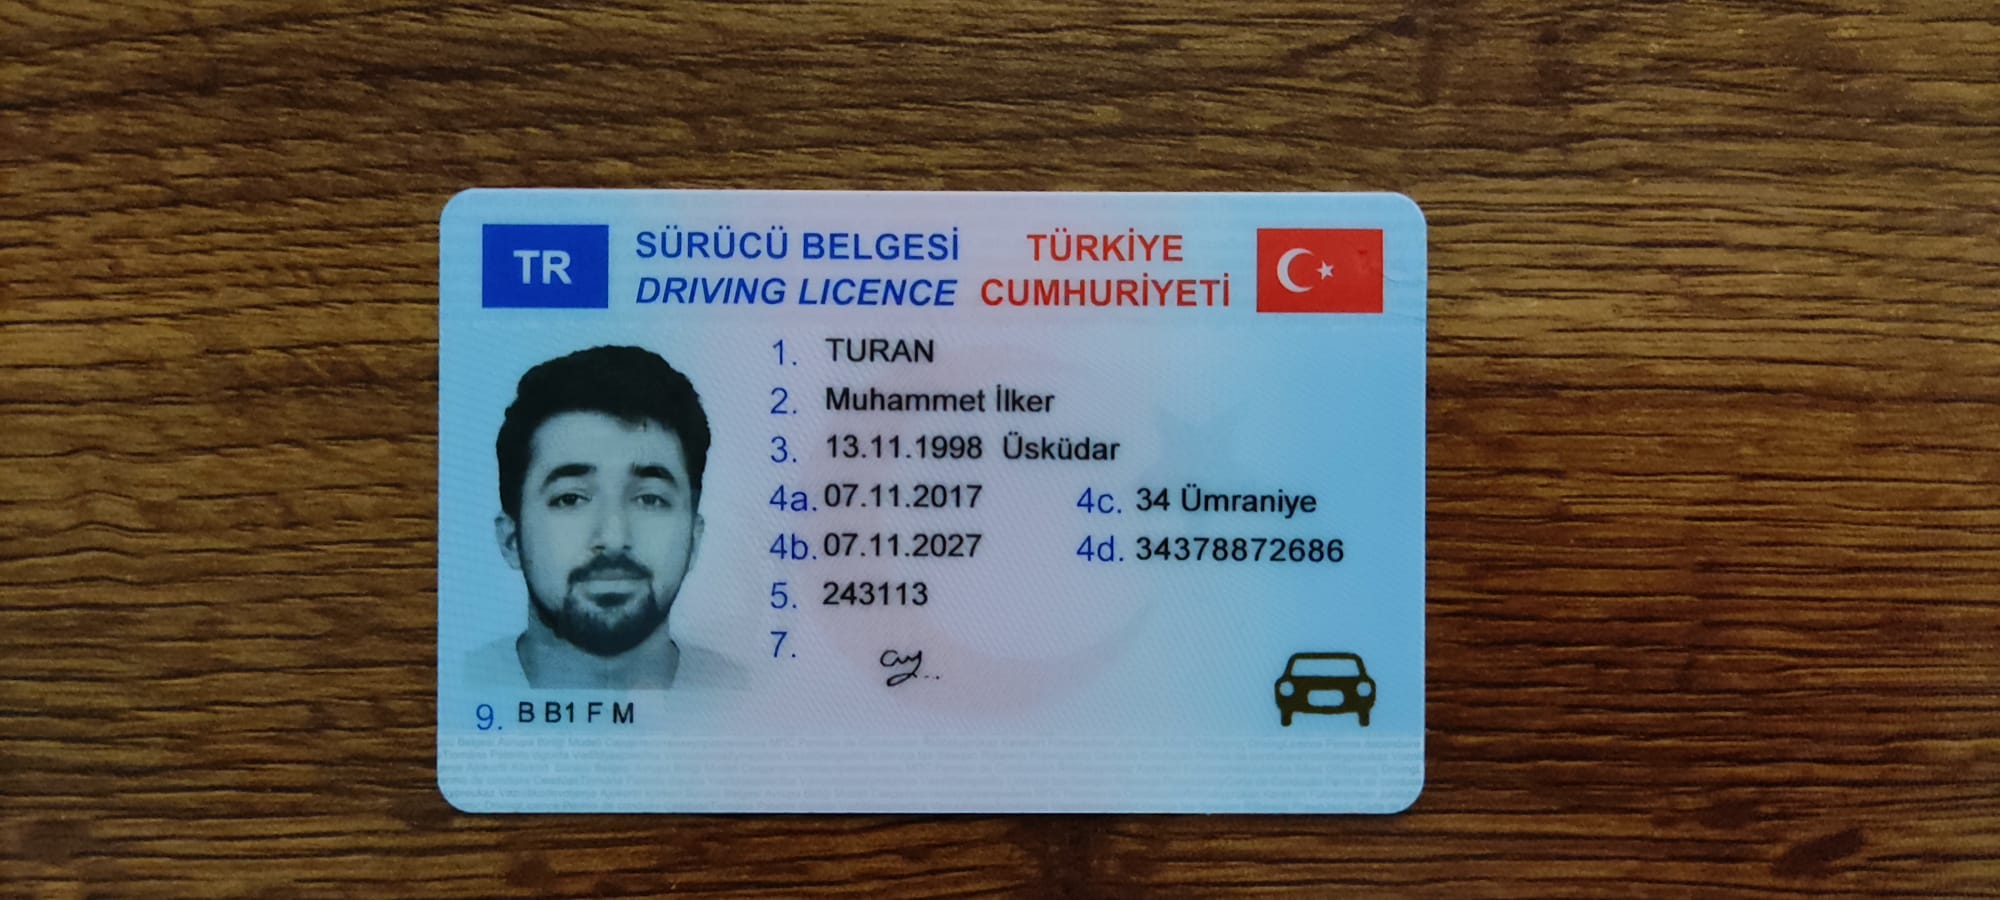 TR
SÜRÜCÜ BELGESİ
DRIVING LICENCE
TÜRKİYE
CUMHURİYETİ
1. TURAN
2. Muhammet İlker
3. 13.11.1998 Üsküdar
4a. 07.11.2017 4c. 34 Ümraniye
4b. 07.11.2027 4d. 34378872686
5. 243113
7.
9. B B1 F M